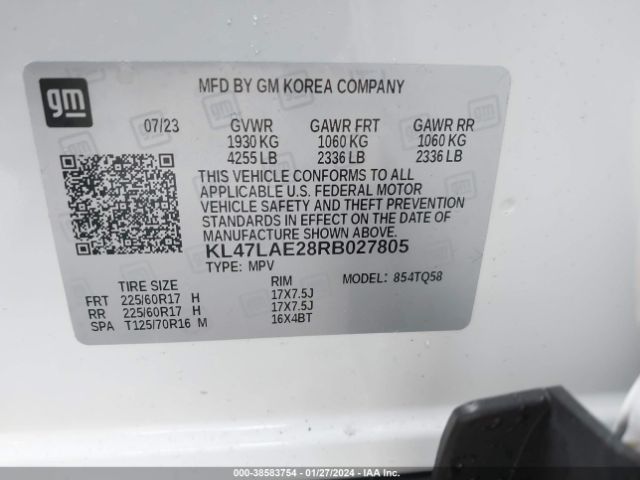 gm
MFD BY GM KOREA COMPANY
07/23 GVWR GAWR FRT GAWR RR
1930 KG 1060 KG 1060 KG
4255 LB 2336 LB 2336 LB
THIS VEHICLE CONFORMS TO ALL
APPLICABLE U.S. FEDERAL MOTOR
VEHICLE SAFETY AND THEFT PREVENTION
STANDARDS IN EFFECT ON THE DATE OF
MANUFACTURE SHOWN ABOVE.
KL47LAE28RB027805
TYPE: MPV MODEL: 854TQ58
TIRE SIZE RIM
FRT 225/60R17 H 17X7.5J
RR 225/60R17 H 17X7.5J
SPA T125/70R16 M 16X4BT
000-38583754 - 01/27/2024 - IAA Inc.